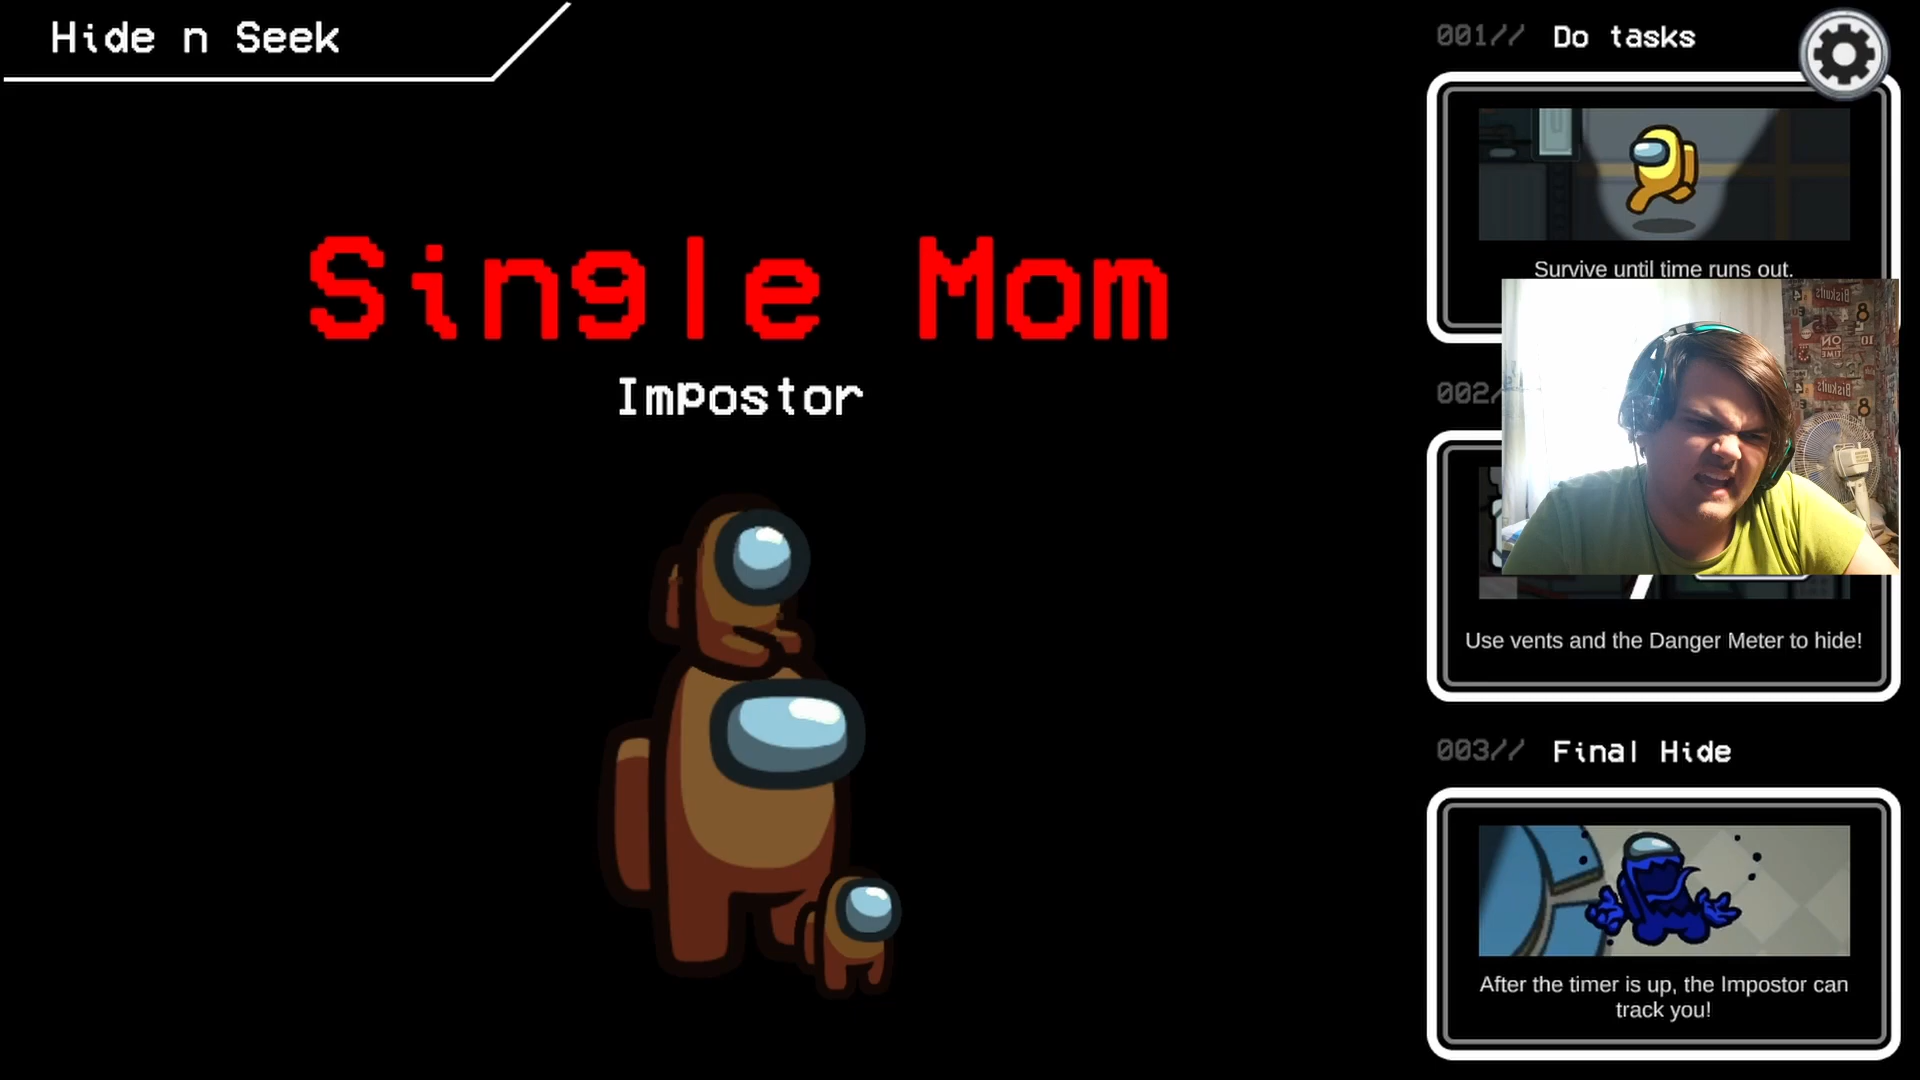 Hide n Seek
Single Mom
Impostor
001// Do tasks
Survive until time runs out.
002/
Use vents and the Danger Meter to hide!
003// Final Hide
After the timer is up, the Impostor can
track you!